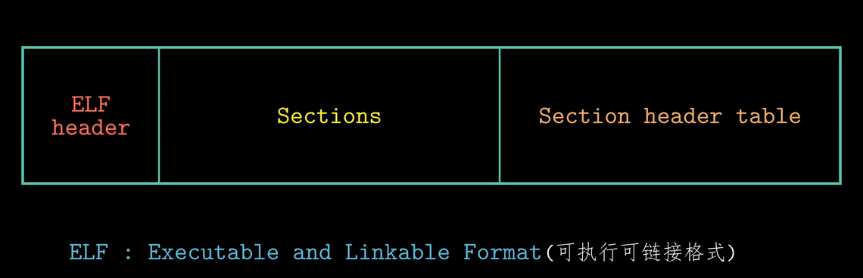 ELF
header
Sections
Section header table
ELF : Executable and Linkable Format(可执行可链接格式)